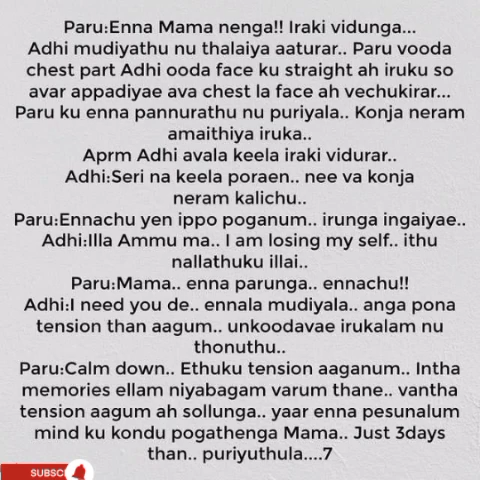 Paru:Enna Mama nenga!! Iraki vidunga...
Adhi mudiyathu nu thalaiya aaturar.. Paru vooda
chest part Adhi ooda face ku straight ah iruku so
avar appadiyae ava chest la face ah vechukirar...
Paru ku enna pannurathu nu puriyala.. Konja neram
amaithiya iruka..
Aprm Adhi avala keela iraki vidurar..
Adhi:Seri na keela poraen.. nee va konja
neram kalichu..
Paru:Ennachu yen ippo poganum.. irunga ingaiyae..
Adhi:Illa Ammu ma.. I am losing my self.. ithu
nallathuku illai..
Paru:Mama.. enna parunga.. ennachu!!
Adhi:I need you de.. ennala mudiyala.. anga pona
tension than aagum.. unkoodavae irukalam nu
thonuthu..
Paru:Calm down.. Ethuku tension aaganum.. Intha
memories ellam niyabagam varum thane.. vantha
tension aagum ah sollunga.. yaar enna pesunalum
mind ku kondu pogathenga Mama.. Just 3days
than.. puriyuthula....7